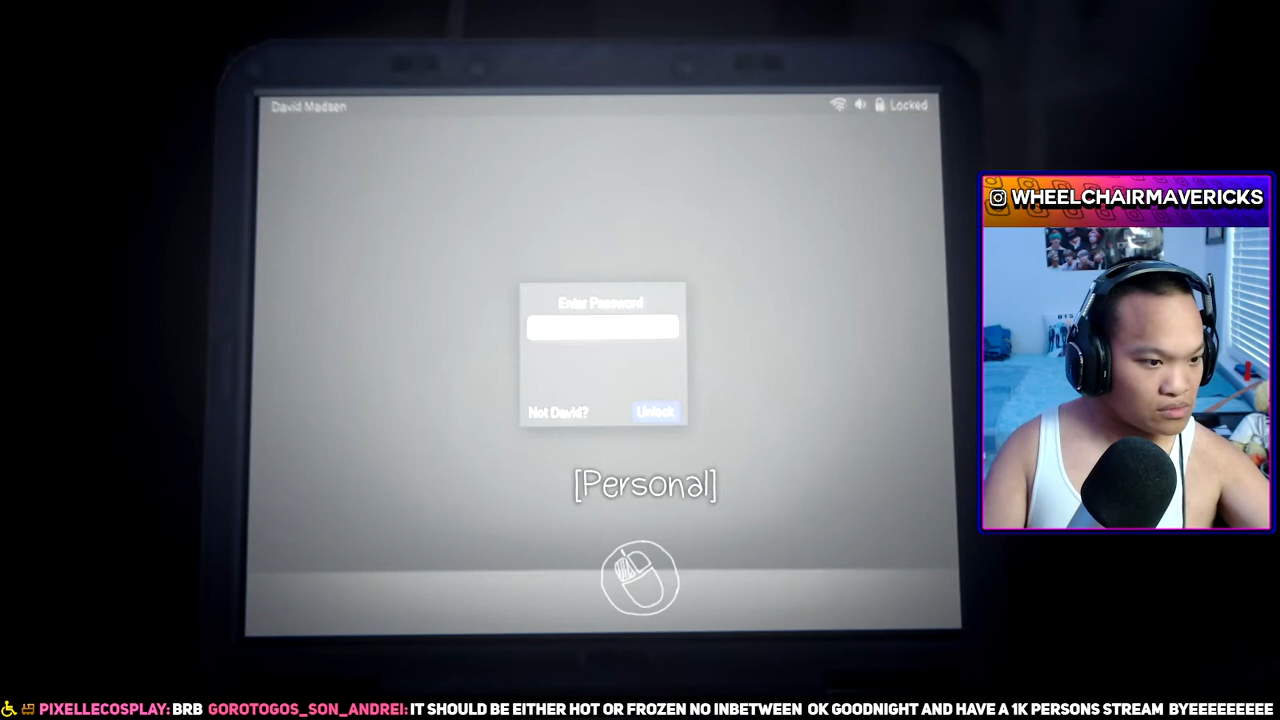 David Madsen
Locked
WHEELCHAIRMAVERICKS
Enter Password
Not David?
Unlock
[Personal]
PIXELLECOSPLAY: BRB GOROTOGOS_SON_ANDREI: IT SHOULD BE EITHER HOT OR FROZEN NO INBETWEEN OK GOODNIGHT AND HAVE A 1K PERSONS STREAM BYEEEEEEEEE